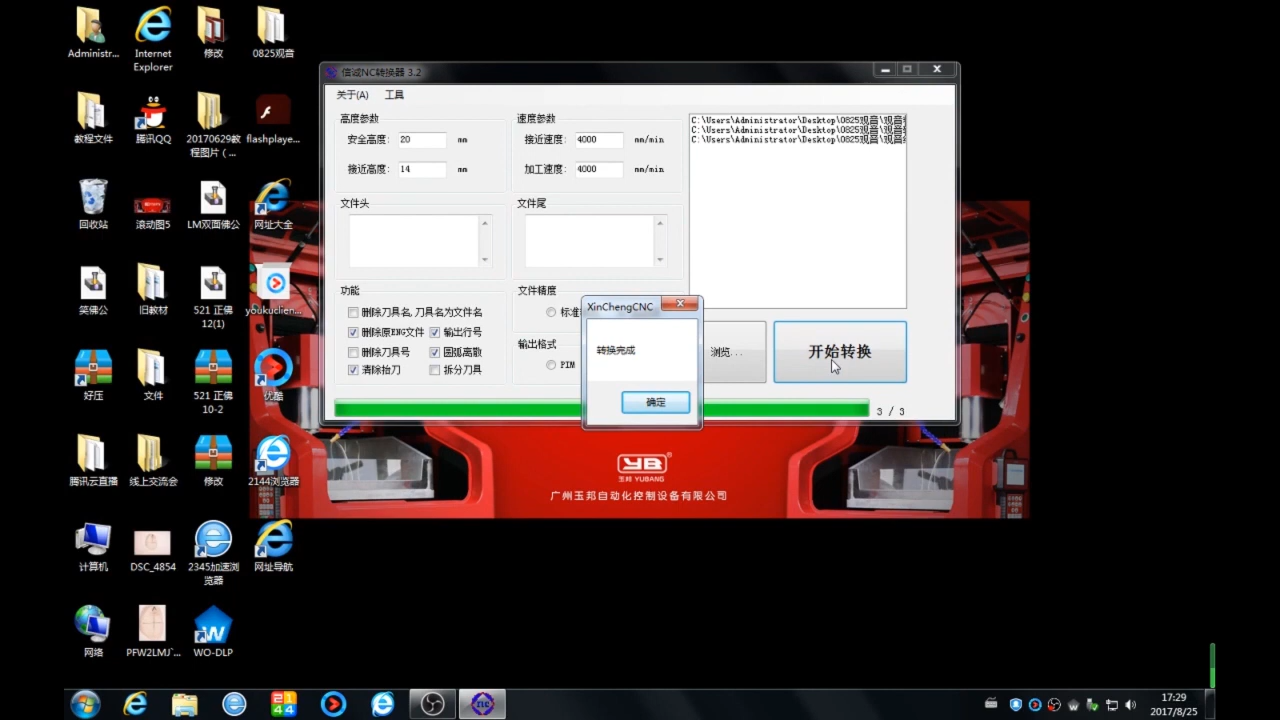 Administr...
Internet
Explorer
修改
0825观音
教程文件
腾讯QQ
20170629教
程图片 ( ...
flashplaye...
回收站
滚动图5
LM双面佛公
网址大全
笑佛公
旧教材
521 正佛
12(1)
youkuclien...
好压
文件
521 正佛
10-2
优酷
腾讯云直播
线上交流会
修改
2144浏览器
计算机
DSC_4854
2345加速浏
览器
网址导航
网络
PFW2LMJ`...
WO-DLP
信诚NC转换器 3.2
关于(A)
工具
高度参数
安全高度: 20 mm
接近高度: 14 mm
速度参数
接近速度: 4000 mm/min
加工速度: 4000 mm/min
C:\Users\Administrator\Desktop\0825观音\观音
C:\Users\Administrator\Desktop\0825观音\观音
C:\Users\Administrator\Desktop\0825观音\观音
文件头
文件尾
功能
删除刀具名, 刀具名为文件名
删除原ENG文件
输出行号
删除刀具号
圆弧离散
清除抬刀
拆分刀具
文件精度
标准
输出格式
PIM
浏览...
开始转换
3 / 3
XinChengCNC
转换完成
确定
YB®
玉邦 YUBANG
广州玉邦自动化控制设备有限公司
21
44
nc
17:29
2017/8/25